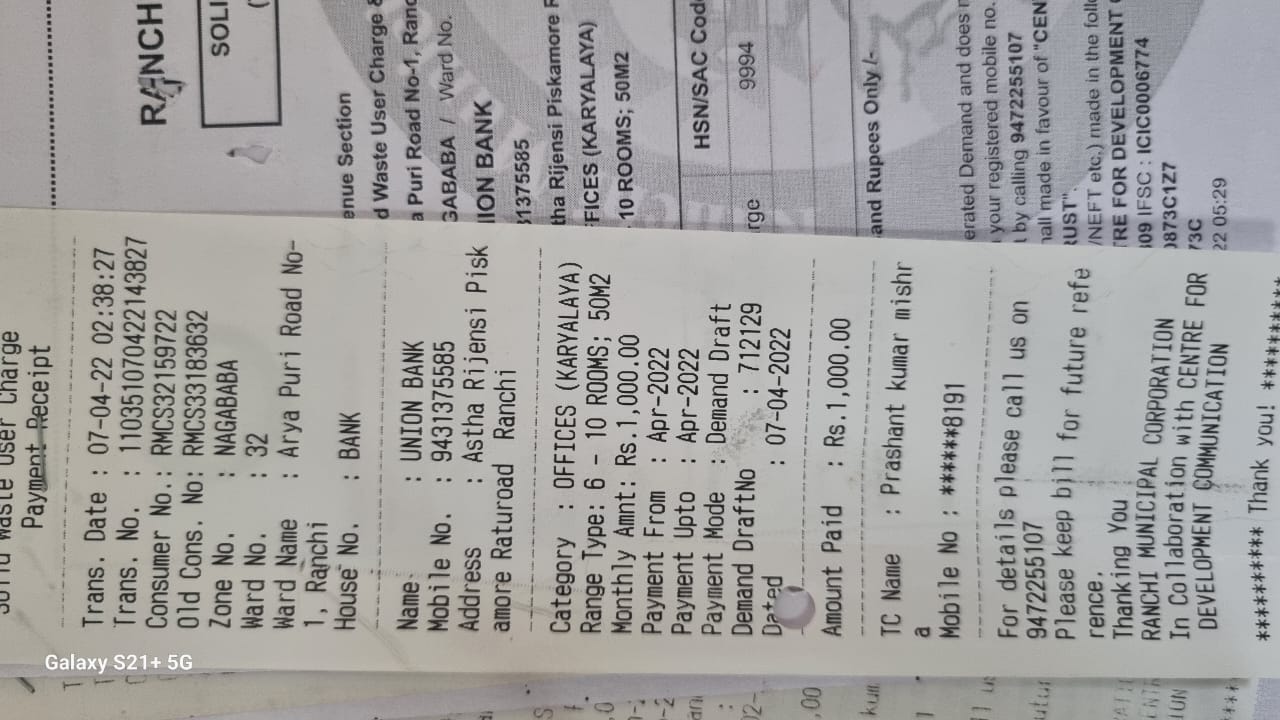 Solid Waste User Charge
Payment Receipt
Trans. Date : 07-04-22 02:38:27
Trans. No. : 110351070422143827
Consumer No.: RMCS32159722
Old Cons. No: RMCS33183632
Zone No. : NAGABABA
Ward No. : 32
Ward Name : Arya Puri Road No-
1, Ranchi
House No. : BANK
Name : UNION BANK
Mobile No. : 9431375585
Address : Astha Rijensi Pisk
amore Raturoad Ranchi
Category : OFFICES (KARYALAYA)
Range Type: 6 - 10 ROOMS; 50M2
Monthly Amnt: Rs.1,000.00
Payment From : Apr-2022
Payment Upto : Apr-2022
Payment Mode : Demand Draft
Demand DraftNo : 712129
Dated : 07-04-2022
Amount Paid : Rs.1,000.00
TC Name : Prashant kumar mishr
a
Mobile No : ******8191
For details please call us on
9472255107
Please keep bill for future refe
rence.
Thanking You
RANCHI MUNICIPAL CORPORATION
In Collaboration with CENTRE FOR
DEVELOPMENT COMMUNICATION
********* Thank you! ********
RANCH
SOLI
enue Section
d Waste User Charge &
a Puri Road No-1, Ranc
GABABA / Ward No.
IION BANK
31375585
tha Rijensi Piskamore R
FICES (KARYALAYA)
10 ROOMS; 50M2
HSN/SAC Code
rge 9994
and Rupees Only /-
erated Demand and does n
your registered mobile no.
by calling 9472255107
hall made in favour of "CEN
RUST".
/NEFT etc.) made in the follo
TRE FOR DEVELOPMENT
09 IFSC : ICIC0006774
0873C1Z7
73C
22 05:29
Galaxy S21+ 5G